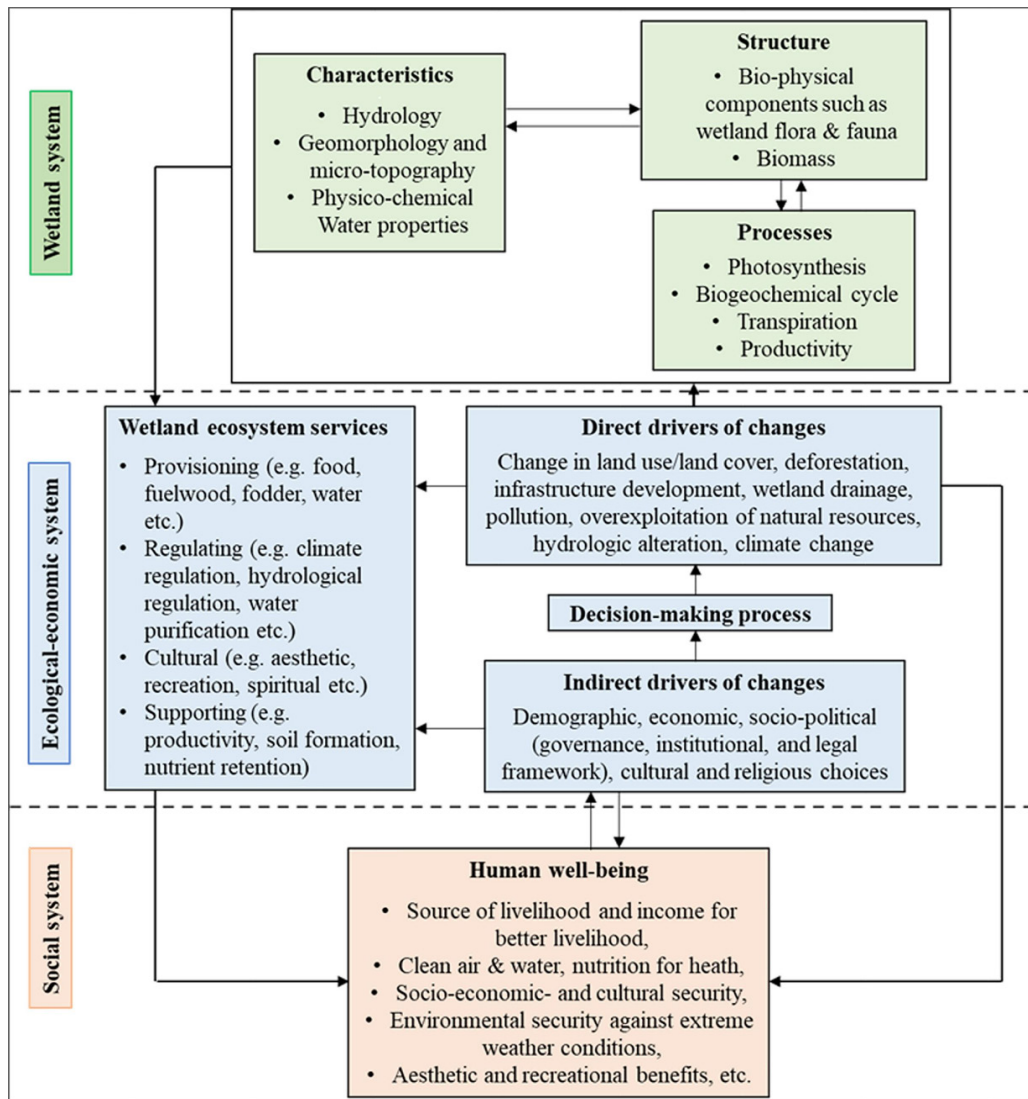 Wetland system
Characteristics
• Hydrology
• Geomorphology and
micro-topography
• Physico-chemical
Water properties
Structure
• Bio-physical
components such as
wetland flora & fauna
• Biomass
Processes
• Photosynthesis
• Biogeochemical cycle
• Transpiration
• Productivity
Ecological-economic system
Wetland ecosystem services
• Provisioning (e.g. food,
fuelwood, fodder, water
etc.)
• Regulating (e.g. climate
regulation, hydrological
regulation, water
purification etc.)
• Cultural (e.g. aesthetic,
recreation, spiritual etc.)
• Supporting (e.g.
productivity, soil formation,
nutrient retention)
Direct drivers of changes
Change in land use/land cover, deforestation,
infrastructure development, wetland drainage,
pollution, overexploitation of natural resources,
hydrologic alteration, climate change
Decision-making process
Indirect drivers of changes
Demographic, economic, socio-political
(governance, institutional, and legal
framework), cultural and religious choices
Social system
Human well-being
• Source of livelihood and income for
better livelihood,
• Clean air & water, nutrition for heath,
• Socio-economic- and cultural security,
• Environmental security against extreme
weather conditions,
• Aesthetic and recreational benefits, etc.